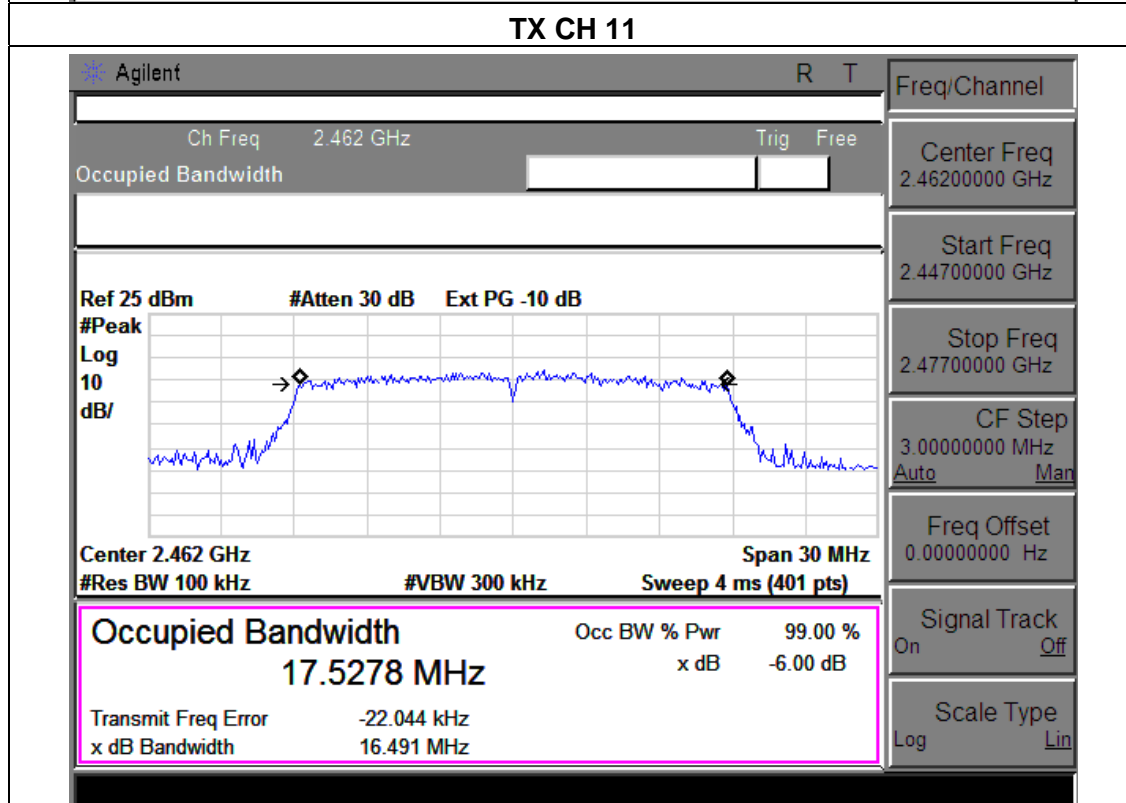 TX CH 11
Agilent R T
Ch Freq 2.462 GHz Trig Free
Occupied Bandwidth
Ref 25 dBm #Atten 30 dB Ext PG -10 dB
#Peak
Log
10
dB/
Center 2.462 GHz Span 30 MHz
#Res BW 100 kHz #VBW 300 kHz Sweep 4 ms (401 pts)
Occupied Bandwidth Occ BW % Pwr 99.00 %
17.5278 MHz x dB -6.00 dB
Transmit Freq Error -22.044 kHz
x dB Bandwidth 16.491 MHz
Freq/Channel
Center Freq
2.46200000 GHz
Start Freq
2.44700000 GHz
Stop Freq
2.47700000 GHz
CF Step
3.00000000 MHz
Auto Man
Freq Offset
0.00000000 Hz
Signal Track
On Off
Scale Type
Log Lin